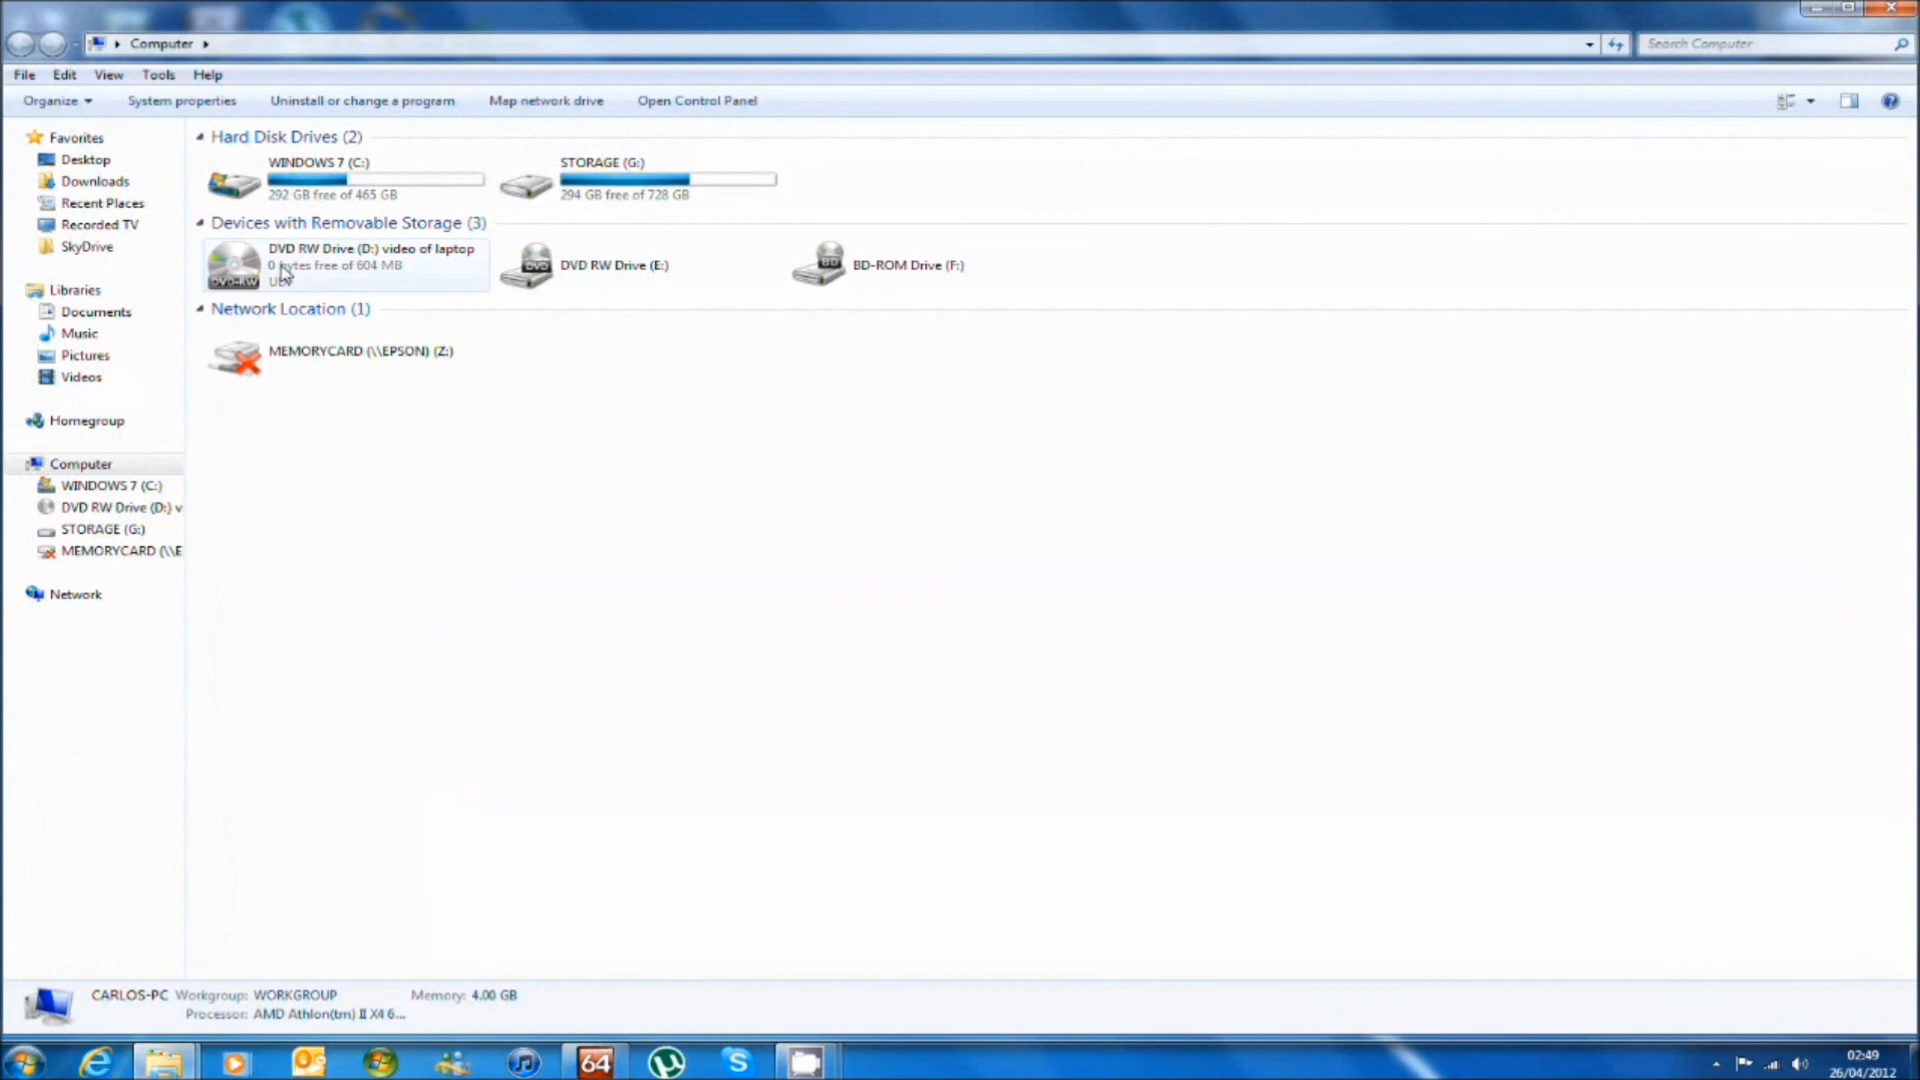 Computer
Search Computer
File Edit View Tools Help
Organize System properties Uninstall or change a program Map network drive Open Control Panel
Favorites
Desktop
Downloads
Recent Places
Recorded TV
SkyDrive
Libraries
Documents
Music
Pictures
Videos
Homegroup
Computer
WINDOWS 7 (C:)
DVD RW Drive (D:) v
STORAGE (G:)
MEMORYCARD (\\E
Network
Hard Disk Drives (2)
WINDOWS 7 (C:)
292 GB free of 465 GB
STORAGE (G:)
294 GB free of 728 GB
Devices with Removable Storage (3)
DVD-RW
DVD RW Drive (D:) video of laptop
0 bytes free of 604 MB
DVD
DVD RW Drive (E:)
BD
BD-ROM Drive (F:)
Network Location (1)
MEMORYCARD (\\EPSON) (Z:)
CARLOS-PC Workgroup: WORKGROUP Memory: 4.00 GB
Processor: AMD Athlon(tm) II X4 6...
64
02:49
26/04/2012